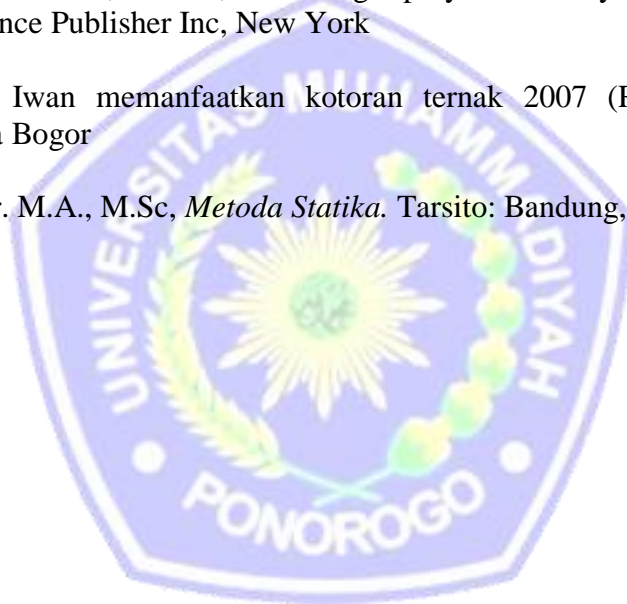 nce Publisher Inc, New York
Iwan memanfaatkan kotoran ternak 2007 (
a Bogor
r. M.A., M.Sc, Metoda Statika. Tarsito: Bandung,
UNIVERSITAS MUHAMMADIYAH
PONOROGO